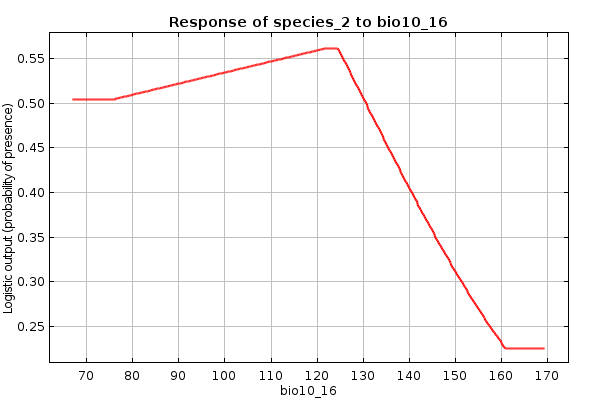 Response of species_2 to bio10_16
Logistic output (probability of presence)
0.55
0.50
0.45
0.40
0.35
0.30
0.25
70 80 90 100 110 120 130 140 150 160 170
bio10_16